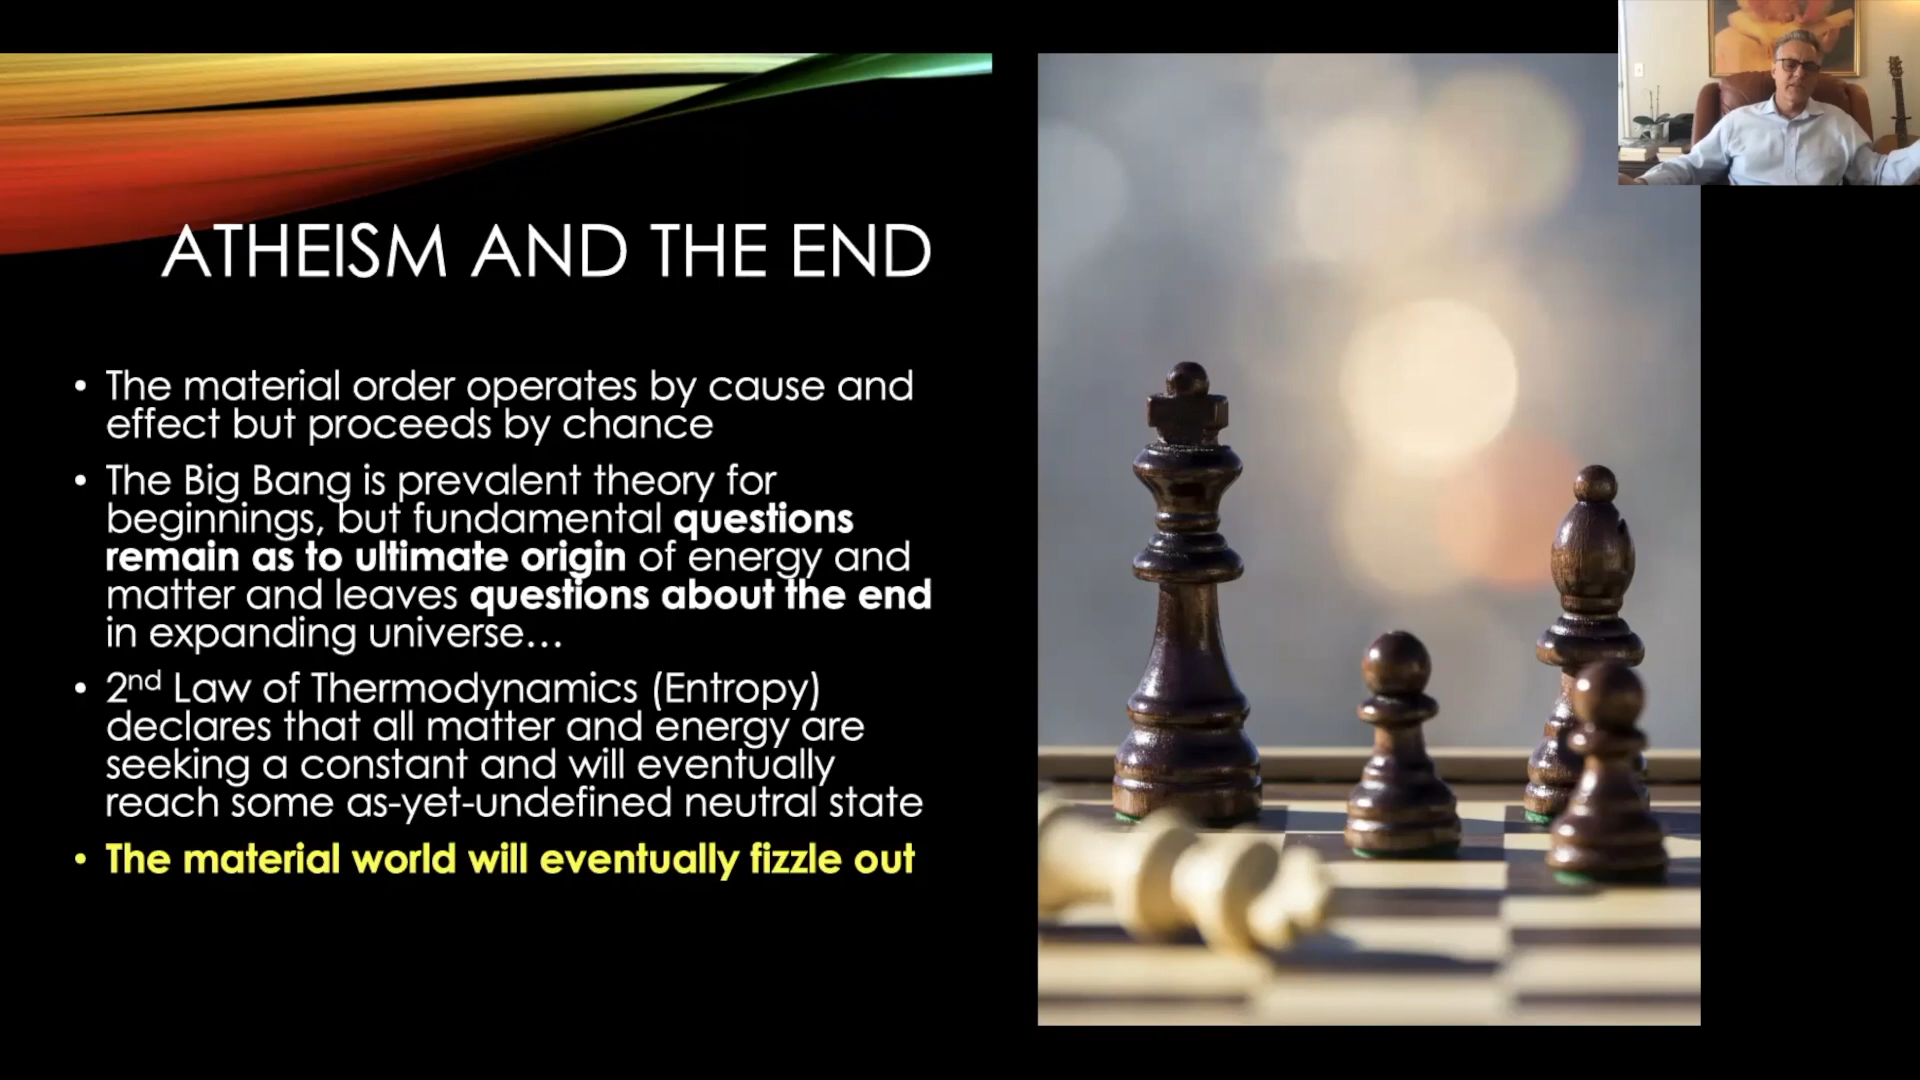 ATHEISM AND THE END
• The material order operates by cause and
effect but proceeds by chance
• The Big Bang is prevalent theory for
beginnings, but fundamental questions
remain as to ultimate origin of energy and
matter and leaves questions about the end
in expanding universe...
• 2nd Law of Thermodynamics (Entropy)
declares that all matter and energy are
seeking a constant and will eventually
reach some as-yet-undefined neutral state
• The material world will eventually fizzle out